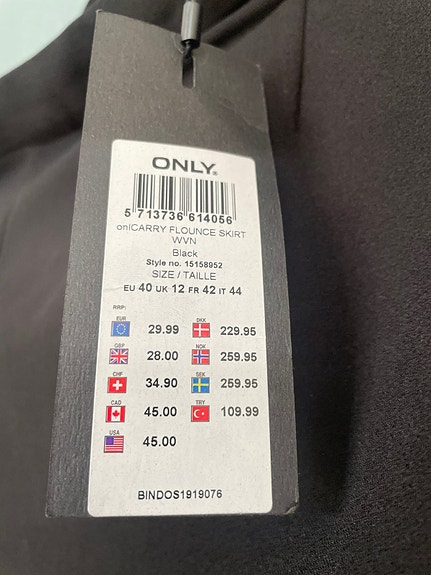 ONLY®
5 713736 614056
onlCARRY FLOUNCE SKIRT
WVN
Black
Style no. 15158952
SIZE / TAILLE
EU 40 UK 12 FR 42 IT 44
RRP:
EUR 29.99 DKK 229.95
GBP 28.00 NOK 259.95
CHF 34.90 SEK 259.95
CAD 45.00 TRY 109.99
USA 45.00
BINDOS1919076